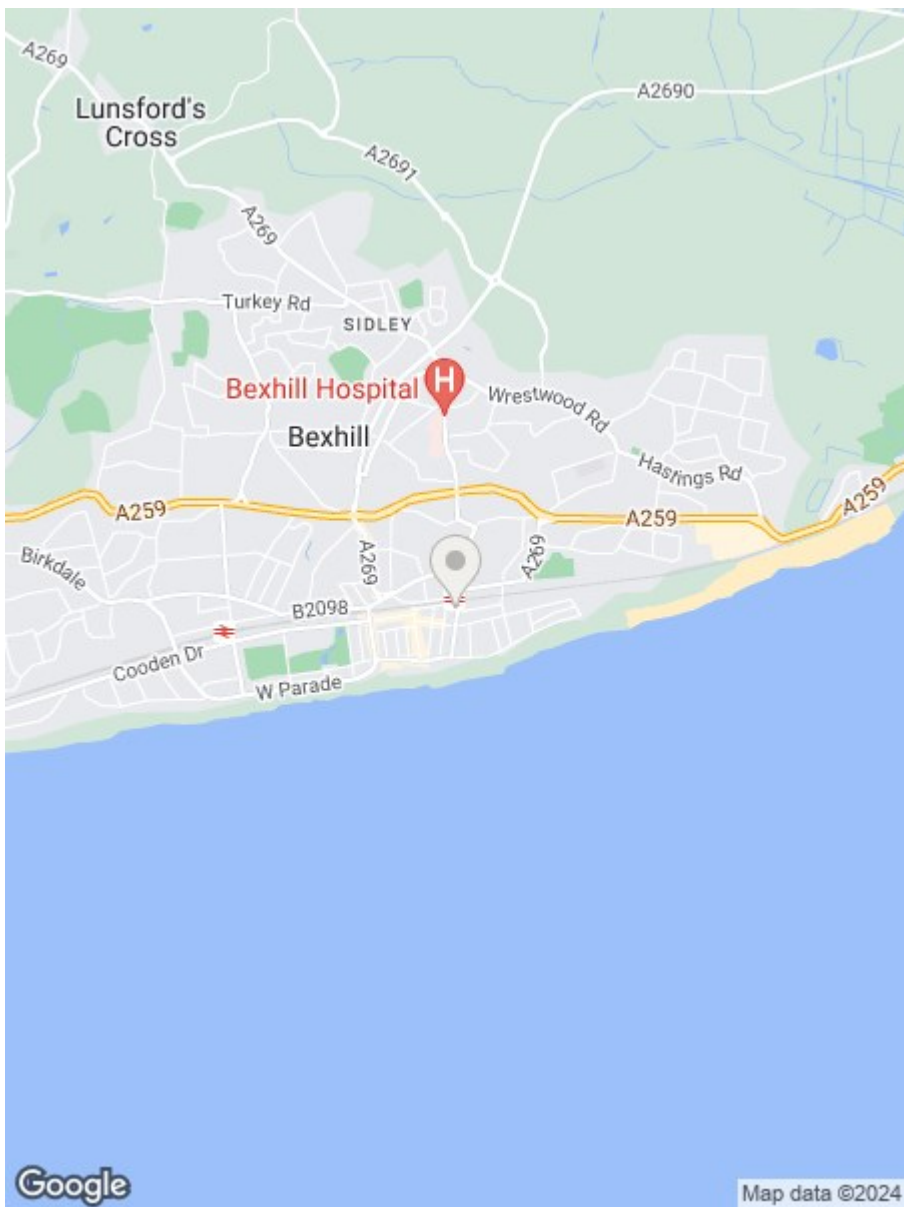 A269
A2690
Lunsford's
Cross
A2691
A269
Turkey Rd
SIDLEY
Bexhill Hospital
H
Wrestwood Rd
Bexhill
Hastings Rd
A259
A259
A259
Birkdale
A269
A269
B2098
Cooden Dr
W Parade
Google
Map data ©2024